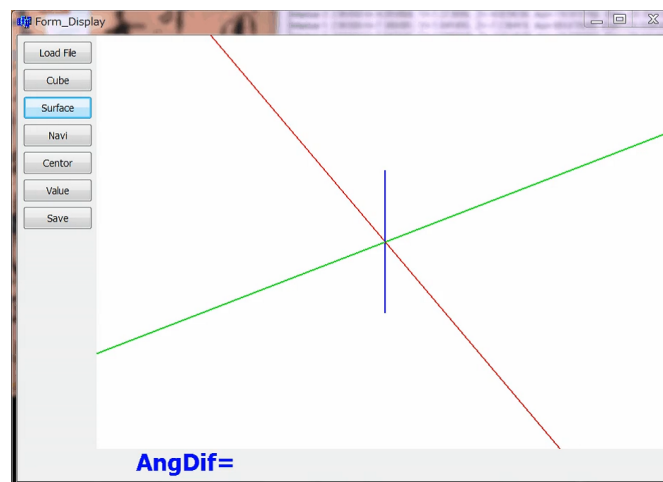 Form_Display
Load File
Cube
Surface
Navi
Centor
Value
Save
AngDif=